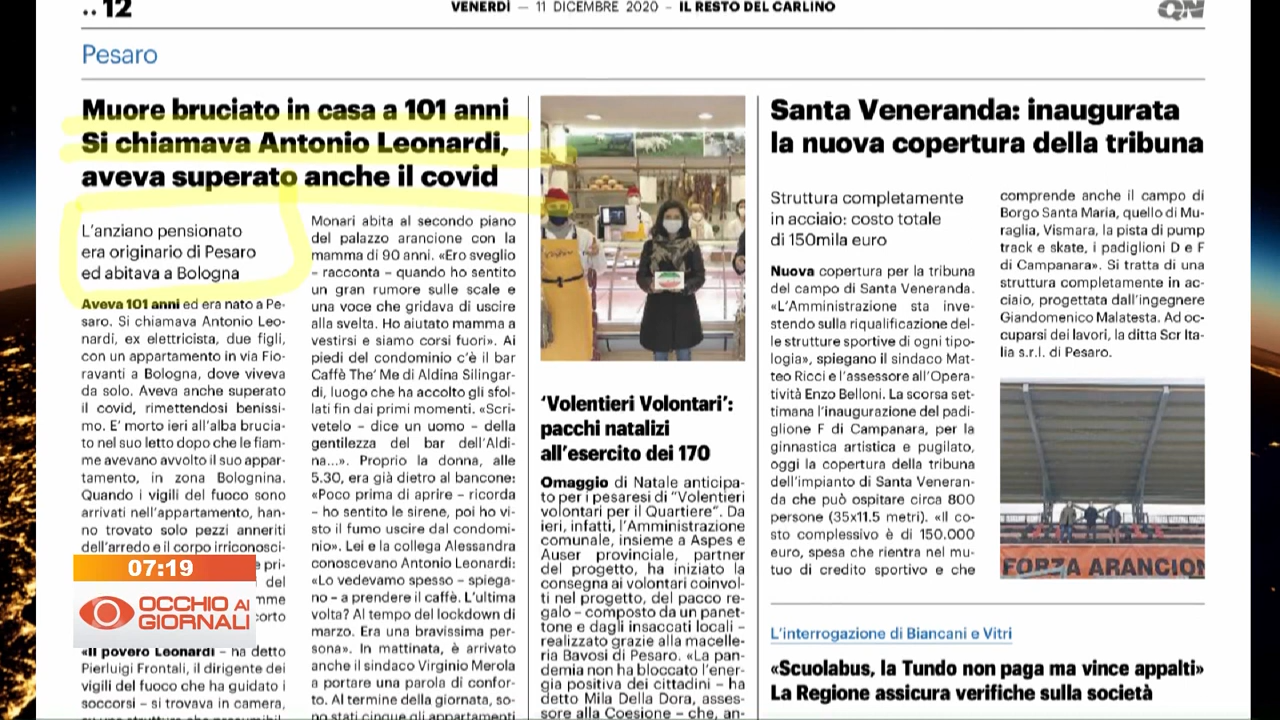 12
VENERDÌ — 11 DICEMBRE 2020 – IL RESTO DEL CARLINO
QN
Pesaro
Muore bruciato in casa a 101 anni
Si chiamava Antonio Leonardi,
aveva superato anche il covid
L'anziano pensionato
era originario di Pesaro
ed abitava a Bologna
Aveva 101 anni ed era nato a Pe-
saro. Si chiamava Antonio Leo-
nardi, ex elettricista, due figli,
con un appartamento in via Fio-
ravanti a Bologna, dove viveva
da solo. Aveva anche superato
il covid, rimettendosi benissi-
mo. E' morto ieri all'alba brucia-
to nel suo letto dopo che le fiam-
me avevano avvolto il suo appar-
tamento, in zona Bolognina.
Quando i vigili del fuoco sono
arrivati nell'appartamento, han-
no trovato solo pezzi anneriti
dell'arredo e il corpo irriconosci-
e pri-
del
mme
corto
«Il povero Leonardi – ha detto
Pierluigi Frontali, il dirigente dei
vigili del fuoco che ha guidato i
soccorsi – si trovava in camera,
Monari abita al secondo piano
del palazzo arancione con la
mamma di 90 anni. «Ero sveglio
– racconta – quando ho sentito
un gran rumore sulle scale e
una voce che gridava di uscire
alla svelta. Ho aiutato mamma a
vestirsi e siamo corsi fuori». Ai
piedi del condominio c'è il bar
Caffè The' Me di Aldina Silingar-
di, luogo che ha accolto gli sfol-
lati fin dai primi momenti. «Scri-
vetelo – dice un uomo – della
gentilezza del bar dell'Aldi-
na...». Proprio la donna, alle
5.30, era già dietro al bancone:
«Poco prima di aprire – ricorda
– ho sentito le sirene, poi ho vi-
sto il fumo uscire dal condomi-
nio». Lei e la collega Alessandra
conoscevano Antonio Leonardi:
«Lo vedevamo spesso – spiega-
no – a prendere il caffè. L'ultima
volta? Al tempo del lockdown di
marzo. Era una bravissima per-
sona». In mattinata, è arrivato
anche il sindaco Virginio Merola
a portare una parola di confor-
to. Al termine della giornata, so-
no stati cinque gli appartamenti
'Volentieri Volontari':
pacchi natalizi
all'esercito dei 170
Omaggio di Natale anticipa-
to per i pesaresi di "Volentieri
volontari per il Quartiere". Da
ieri, infatti, l'Amministrazione
comunale, insieme a Aspes e
Auser provinciale, partner
del progetto, ha iniziato la
consegna ai volontari coinvol-
ti nel progetto, del pacco re-
galo – composto da un panet-
tone e dagli insaccati locali –
realizzato grazie alla macelle-
ria Bavosi di Pesaro. «La pan-
demia non ha bloccato l'ener-
gia positiva dei cittadini – ha
detto Mila Della Dora, asses-
sore alla Coesione – che, an-
Santa Veneranda: inaugurata
la nuova copertura della tribuna
Struttura completamente
in acciaio: costo totale
di 150mila euro
Nuova copertura per la tribuna
del campo di Santa Veneranda.
«L'Amministrazione sta inve-
stendo sulla riqualificazione del-
le strutture sportive di ogni tipo-
logia», spiegano il sindaco Mat-
teo Ricci e l'assessore all'Opera-
tività Enzo Belloni. La scorsa set-
timana l'inaugurazione del padi-
glione F di Campanara, per la
ginnastica artistica e pugilato,
oggi la copertura della tribuna
dell'impianto di Santa Veneran-
da che può ospitare circa 800
persone (35x11.5 metri). «Il co-
sto complessivo è di 150.000
euro, spesa che rientra nel mu-
tuo di credito sportivo e che
comprende anche il campo di
Borgo Santa Maria, quello di Mu-
raglia, Vismara, la pista di pump
track e skate, i padiglioni D e F
di Campanara». Si tratta di una
struttura completamente in ac-
ciaio, progettata dall'ingegnere
Giandomenico Malatesta. Ad oc-
cuparsi dei lavori, la ditta Scr Ita-
lia s.r.l. di Pesaro.
FORZA ARANCION
L'interrogazione di Biancani e Vitri
«Scuolabus, la Tundo non paga ma vince appalti»
La Regione assicura verifiche sulla società
07:19
OCCHIO AI
GIORNALI